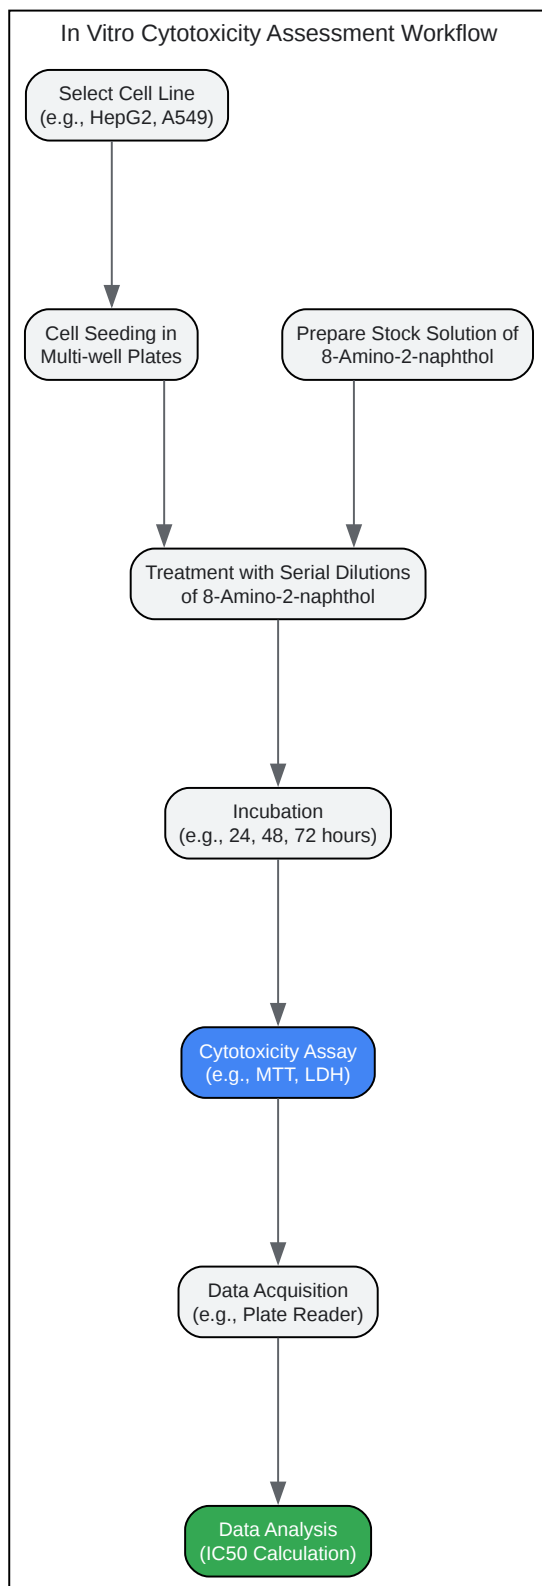 In Vitro Cytotoxicity Assessment Workflow
Select Cell Line
(e.g., HepG2, A549)
Cell Seeding in
Multi-well Plates
Prepare Stock Solution of
8-Amino-2-naphthol
Treatment with Serial Dilutions
of 8-Amino-2-naphthol
Incubation
(e.g., 24, 48, 72 hours)
Cytotoxicity Assay
(e.g., MTT, LDH)
Data Acquisition
(e.g., Plate Reader)
Data Analysis
(IC50 Calculation)